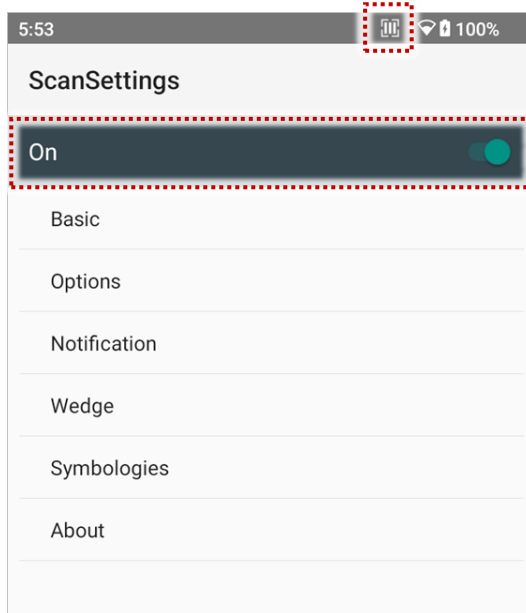 5:53
100%
ScanSettings
On
Basic
Options
Notification
Wedge
Symbologies
About